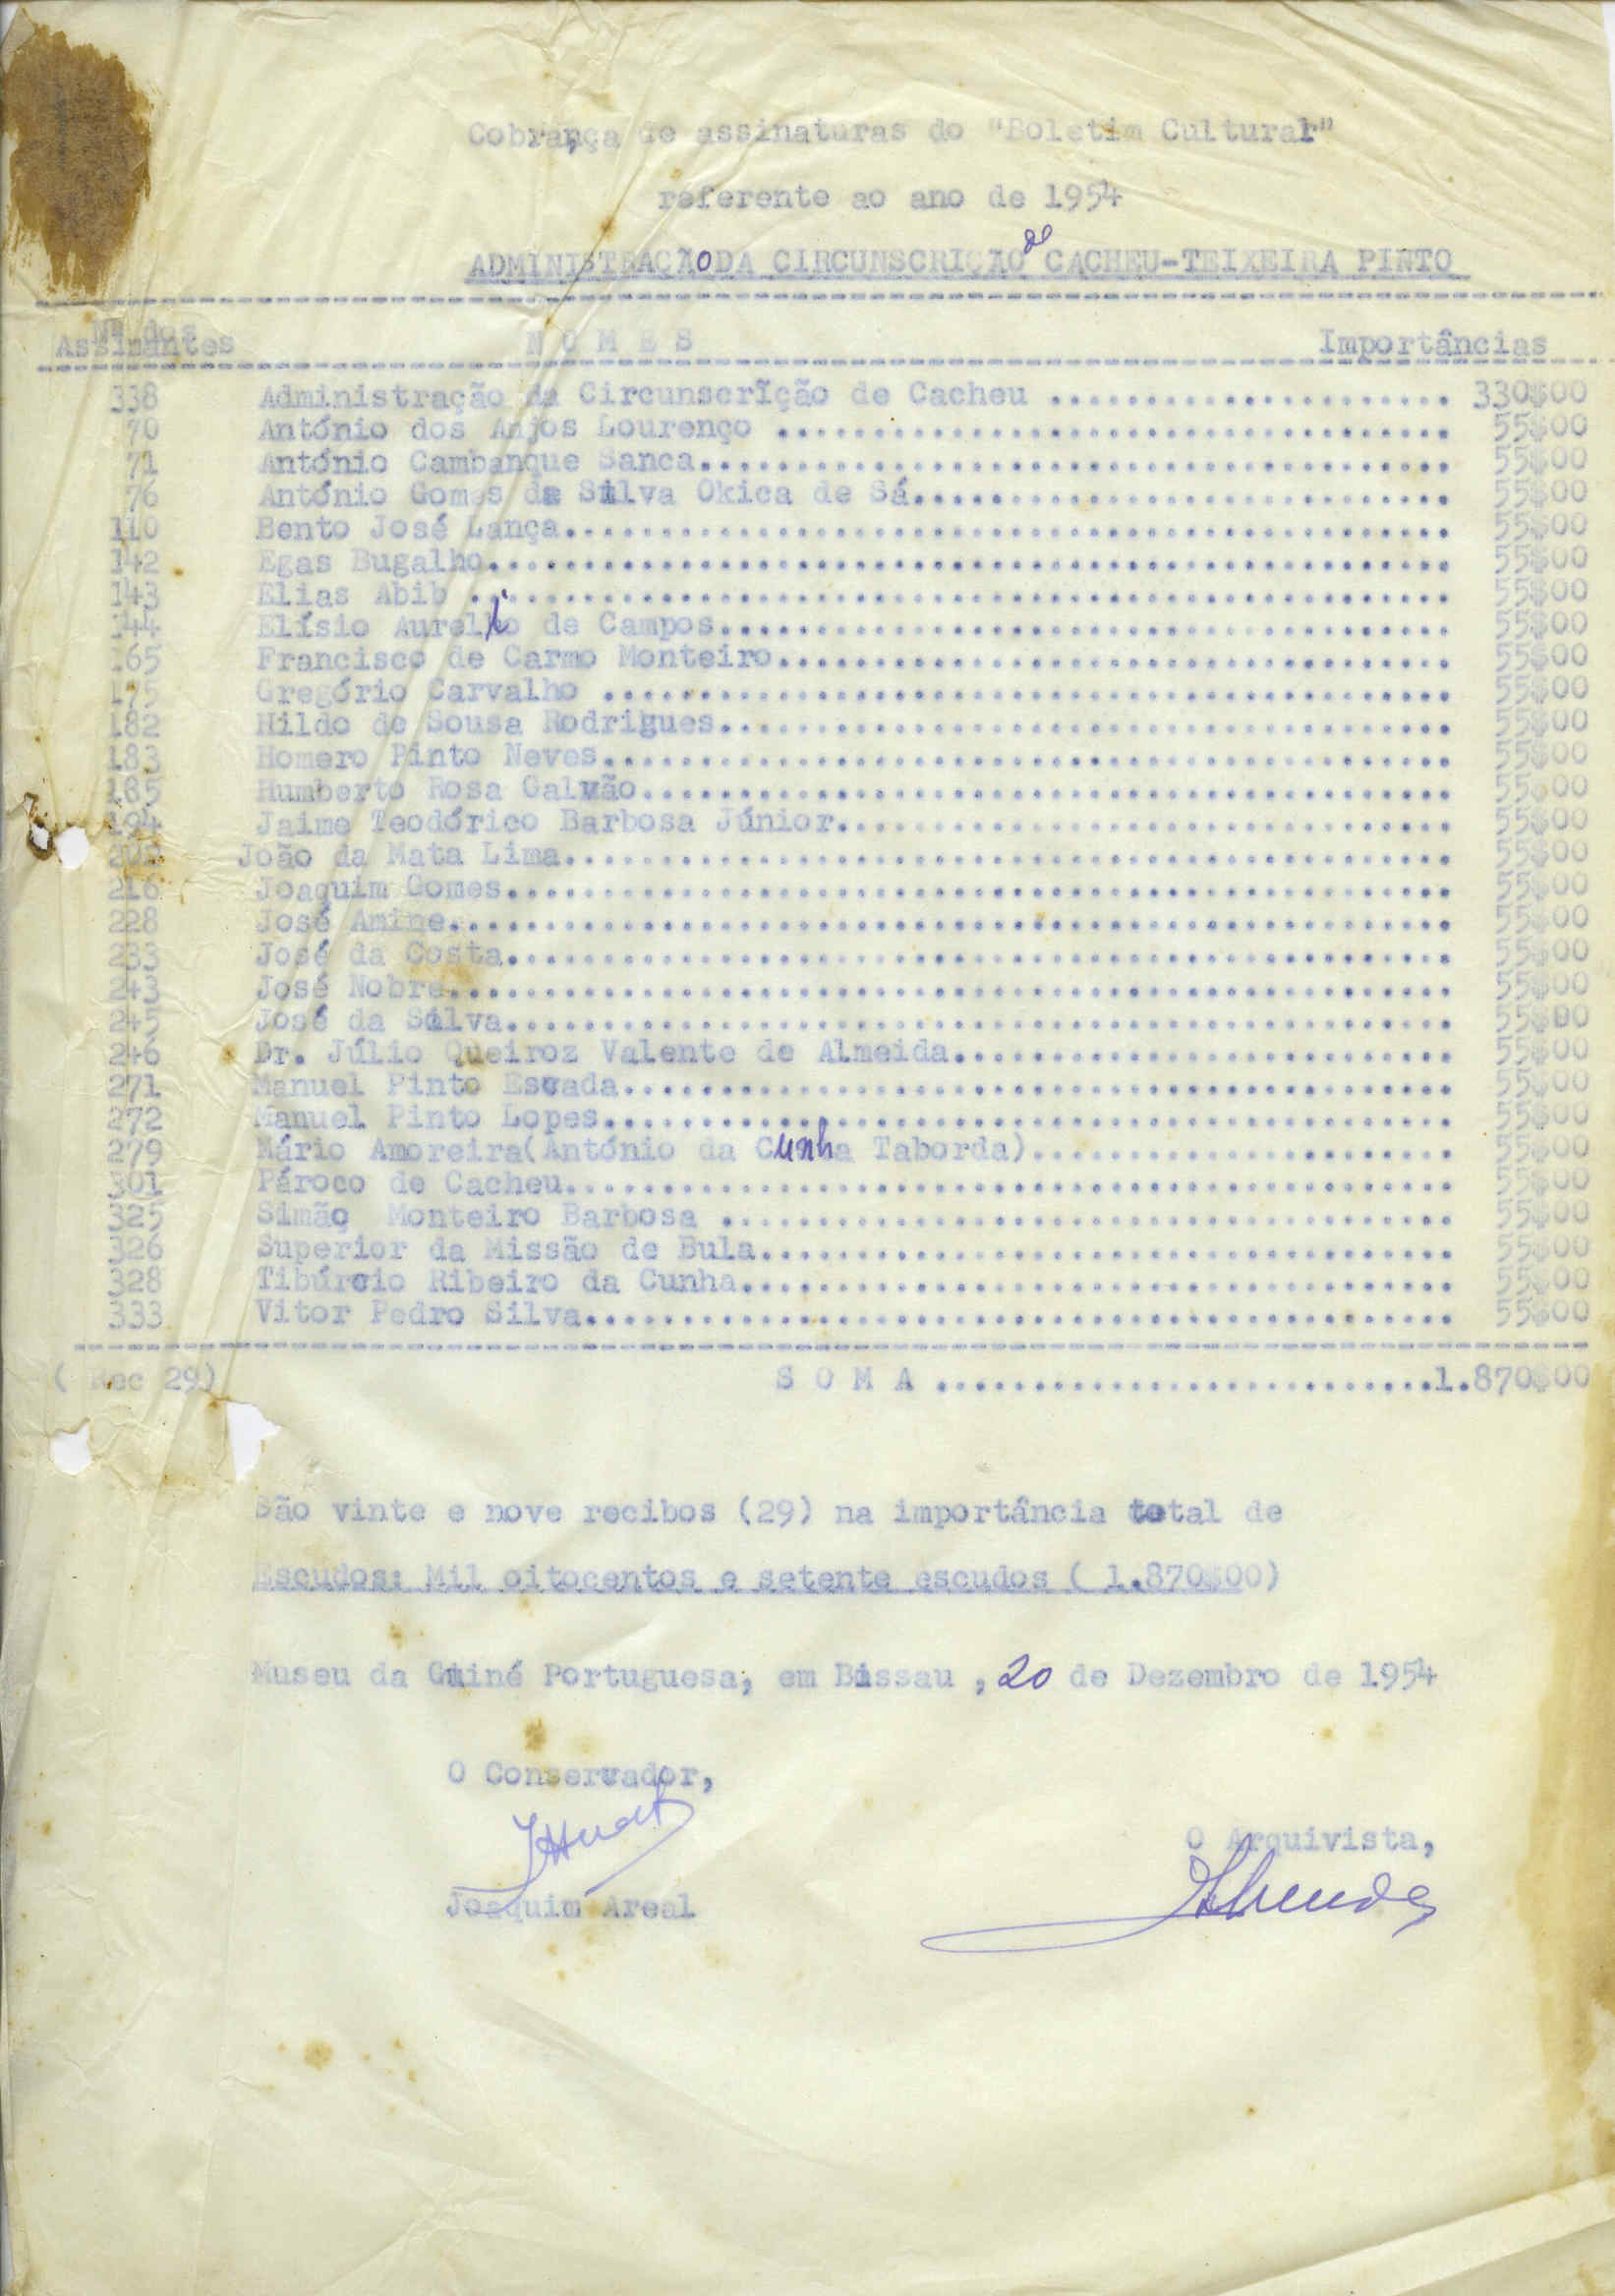 Cobrança de assinaturas do "Boletim Cultural"
referente ao ano de 1954
ADMINISTRAÇÃO DA CIRCUNSCRIÇÃO de CACHEU-TEIXEIRA PINTO
Nº dos
Assinantes N O M E S Importâncias
338 Administração da Circunscrição de Cacheu ..................... 330$00
70 António dos Anjos Lourenço ................................... 55$00
71 António Cambanque Sanca....................................... 55$00
76 António Gomes da Silva Okica de Sá............................ 55$00
110 Bento José Lança.............................................. 55$00
142 Egas Bugalho.................................................. 55$00
143 Elias Abib ................................................... 55$00
144 Elísio Aurelio de Campos...................................... 55$00
165 Francisco de Carmo Monteiro................................... 55$00
175 Gregório Carvalho ............................................ 55$00
182 Hildo de Sousa Rodrigues...................................... 55$00
183 Homero Pinto Neves............................................ 55$00
185 Humberto Rosa Galvão.......................................... 55$00
194 Jaime Teodórico Barbosa Júnior................................ 55$00
João da Mata Lima.............................................. 55$00
216 Joaquim Gomes................................................. 55$00
228 José Amine.................................................... 55$00
233 José da Costa................................................. 55$00
243 José Nobre.................................................... 55$00
245 José da Silva................................................. 55$00
246 Dr. Júlio Queiroz Valente de Almeida.......................... 55$00
271 Manuel Pinto Escada........................................... 55$00
272 Manuel Pinto Lopes............................................ 55$00
279 Mário Amoreira(António da Cunha Taborda)...................... 55$00
301 Pároco de Cacheu.............................................. 55$00
325 Simão Monteiro Barbosa ...................................... 55$00
326 Superior da Missão de Bula.................................... 55$00
328 Tibúrcio Ribeiro da Cunha..................................... 55$00
333 Vitor Pedro Silva............................................. 55$00
( Rec 29) S O M A ..........................1.870$00
São vinte e nove recibos (29) na importância total de
Escudos: Mil oitocentos e setente escudos ( 1.870$00)
Museu da Guiné Portuguesa, em Bissau , 20 de Dezembro de 1954
O Conservador,
O Arquivista,
Joaquim Areal